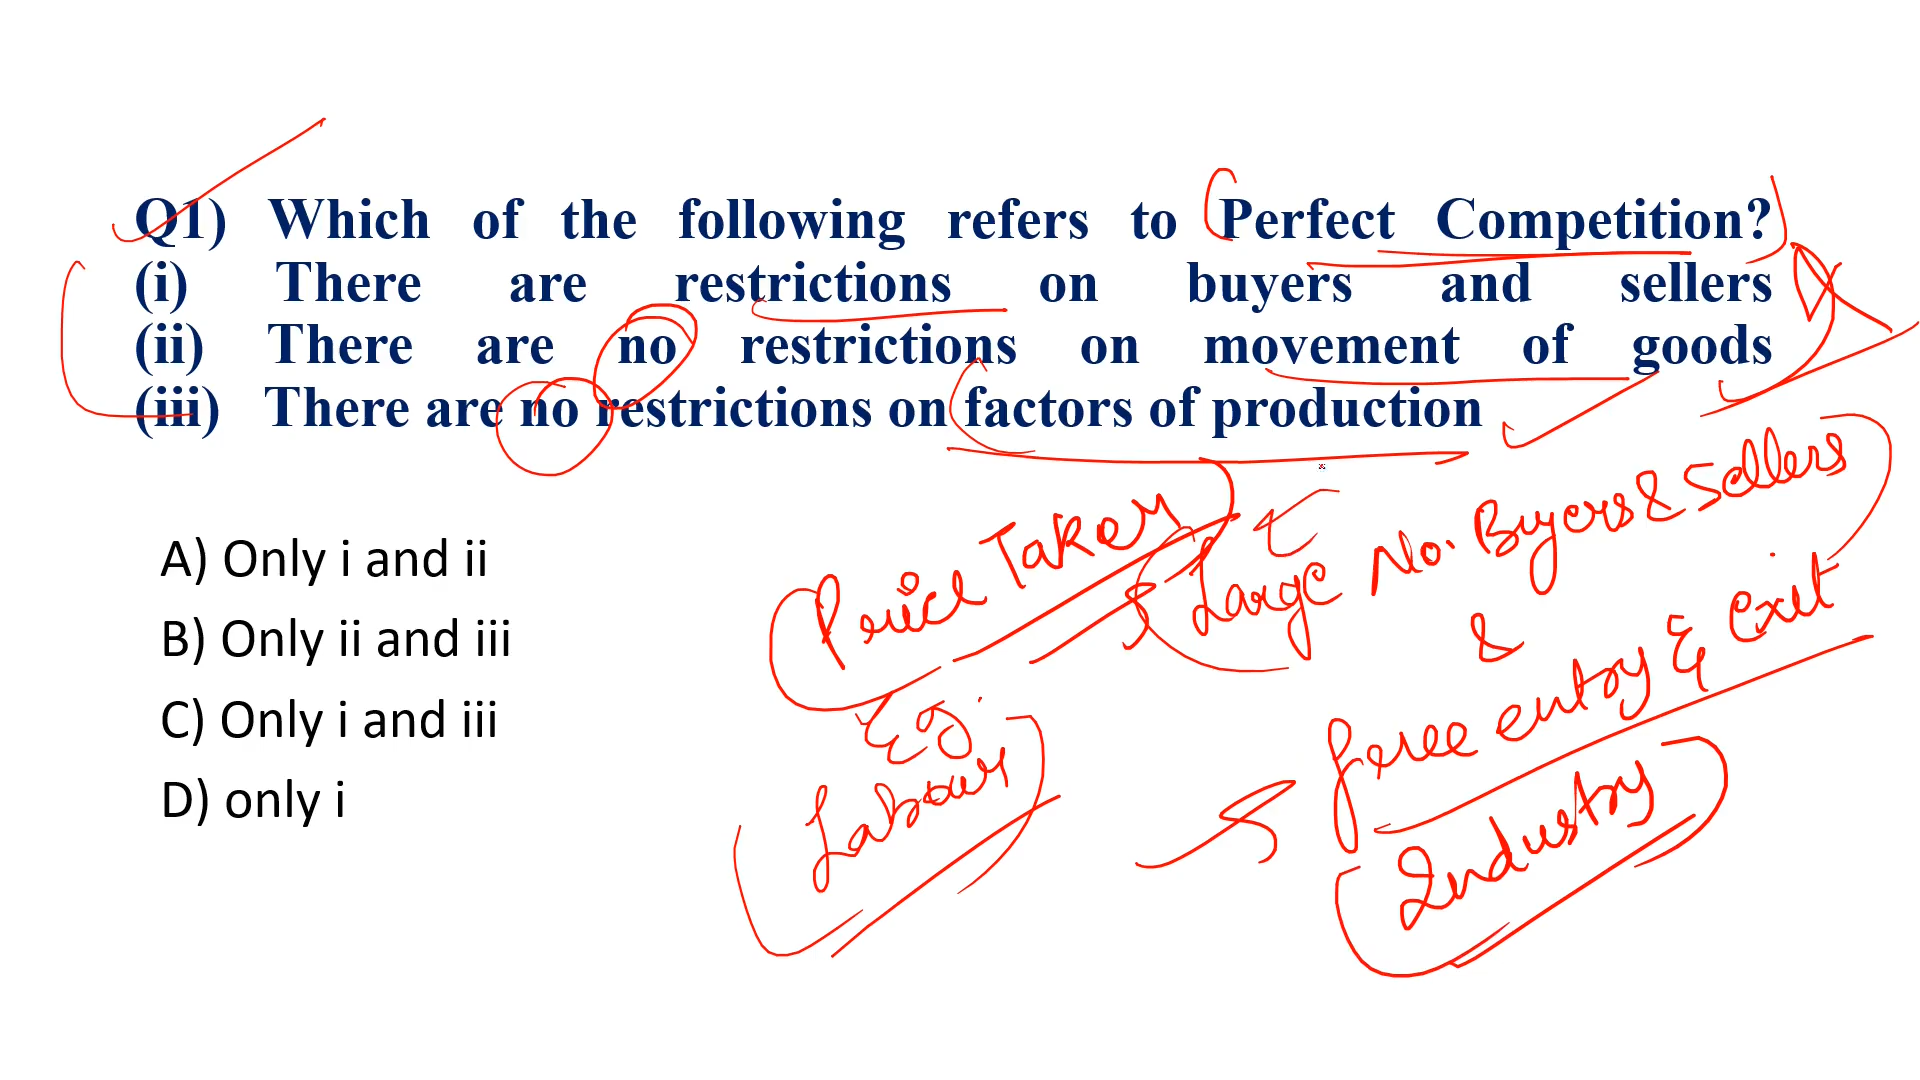 Q1) Which of the following refers to Perfect Competition?
(i) There are restrictions on buyers and sellers
(ii) There are no restrictions on movement of goods
(iii) There are no restrictions on factors of production
A) Only i and ii
B) Only ii and iii
C) Only i and iii
D) only i
Price Taker
Eg.
Labour
Large No. Buyers & Sellers
&
free entry & exit
Industry